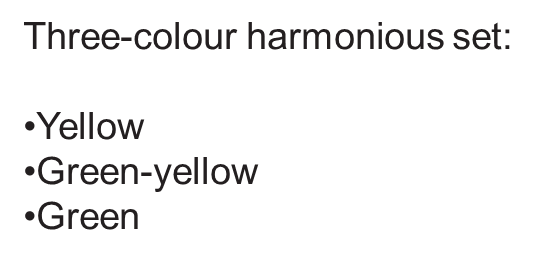 Three-colour harmonious set:
•Yellow
•Green-yellow
•Green